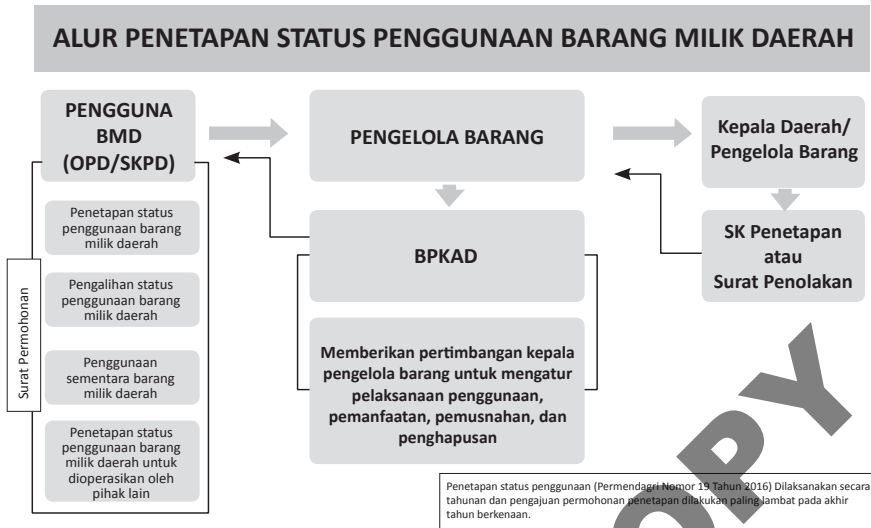 ALUR PENETAPAN STATUS PENGGUNAAN BARANG MILIK DAERAH
PENGGUNA
BMD
(OPD/SKPD)
Surat Permohonan
Penetapan status
penggunaan barang
milik daerah
Pengalihan status
penggunaan barang
milik daerah
Penggunaan
sementara barang
milik daerah
Penetapan status
penggunaan barang
milik daerah untuk
dioperasikan oleh
pihak lain
PENGELOLA BARANG
BPKAD
Memberikan pertimbangan kepala
pengelola barang untuk mengatur
pelaksanaan penggunaan,
pemanfaatan, pemusnahan, dan
penghapusan
Kepala Daerah/
Pengelola Barang
SK Penetapan
atau
Surat Penolakan
Penetapan status penggunaan (Permendagri Nomor 19 Tahun 2016) Dilaksanakan secara
tahunan dan pengajuan permohonan penetapan dilakukan paling lambat pada akhir
tahun berkenaan.
OPY